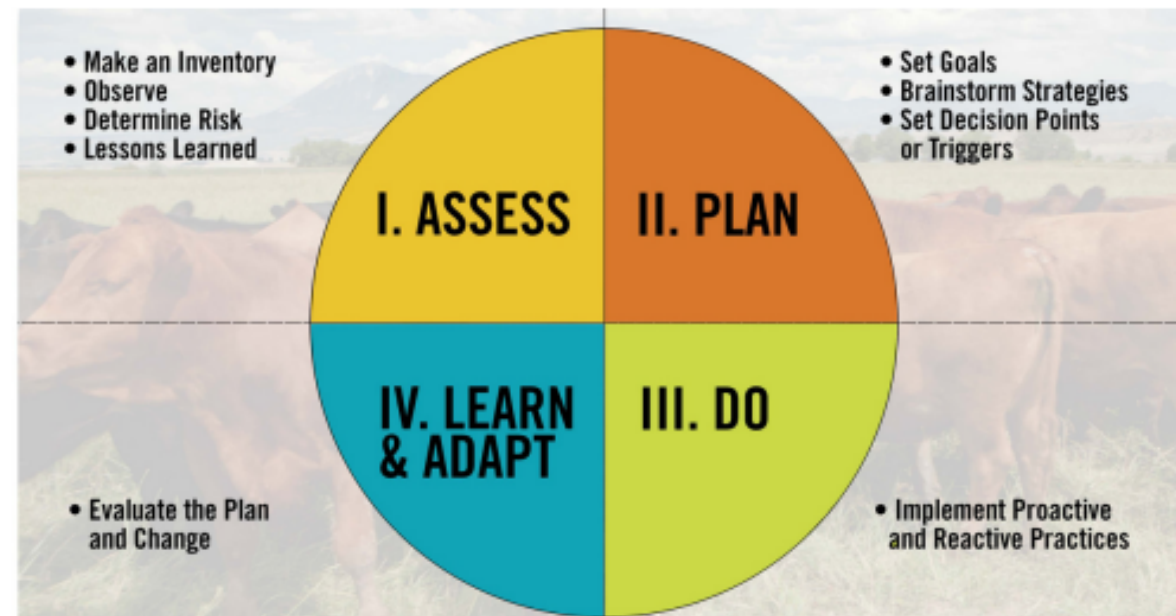 • Make an Inventory
• Observe
• Determine Risk
• Lessons Learned
• Set Goals
• Brainstorm Strategies
• Set Decision Points
or Triggers
I. ASSESS
II. PLAN
IV. LEARN
& ADAPT
III. DO
• Evaluate the Plan
and Change
• Implement Proactive
and Reactive Practices